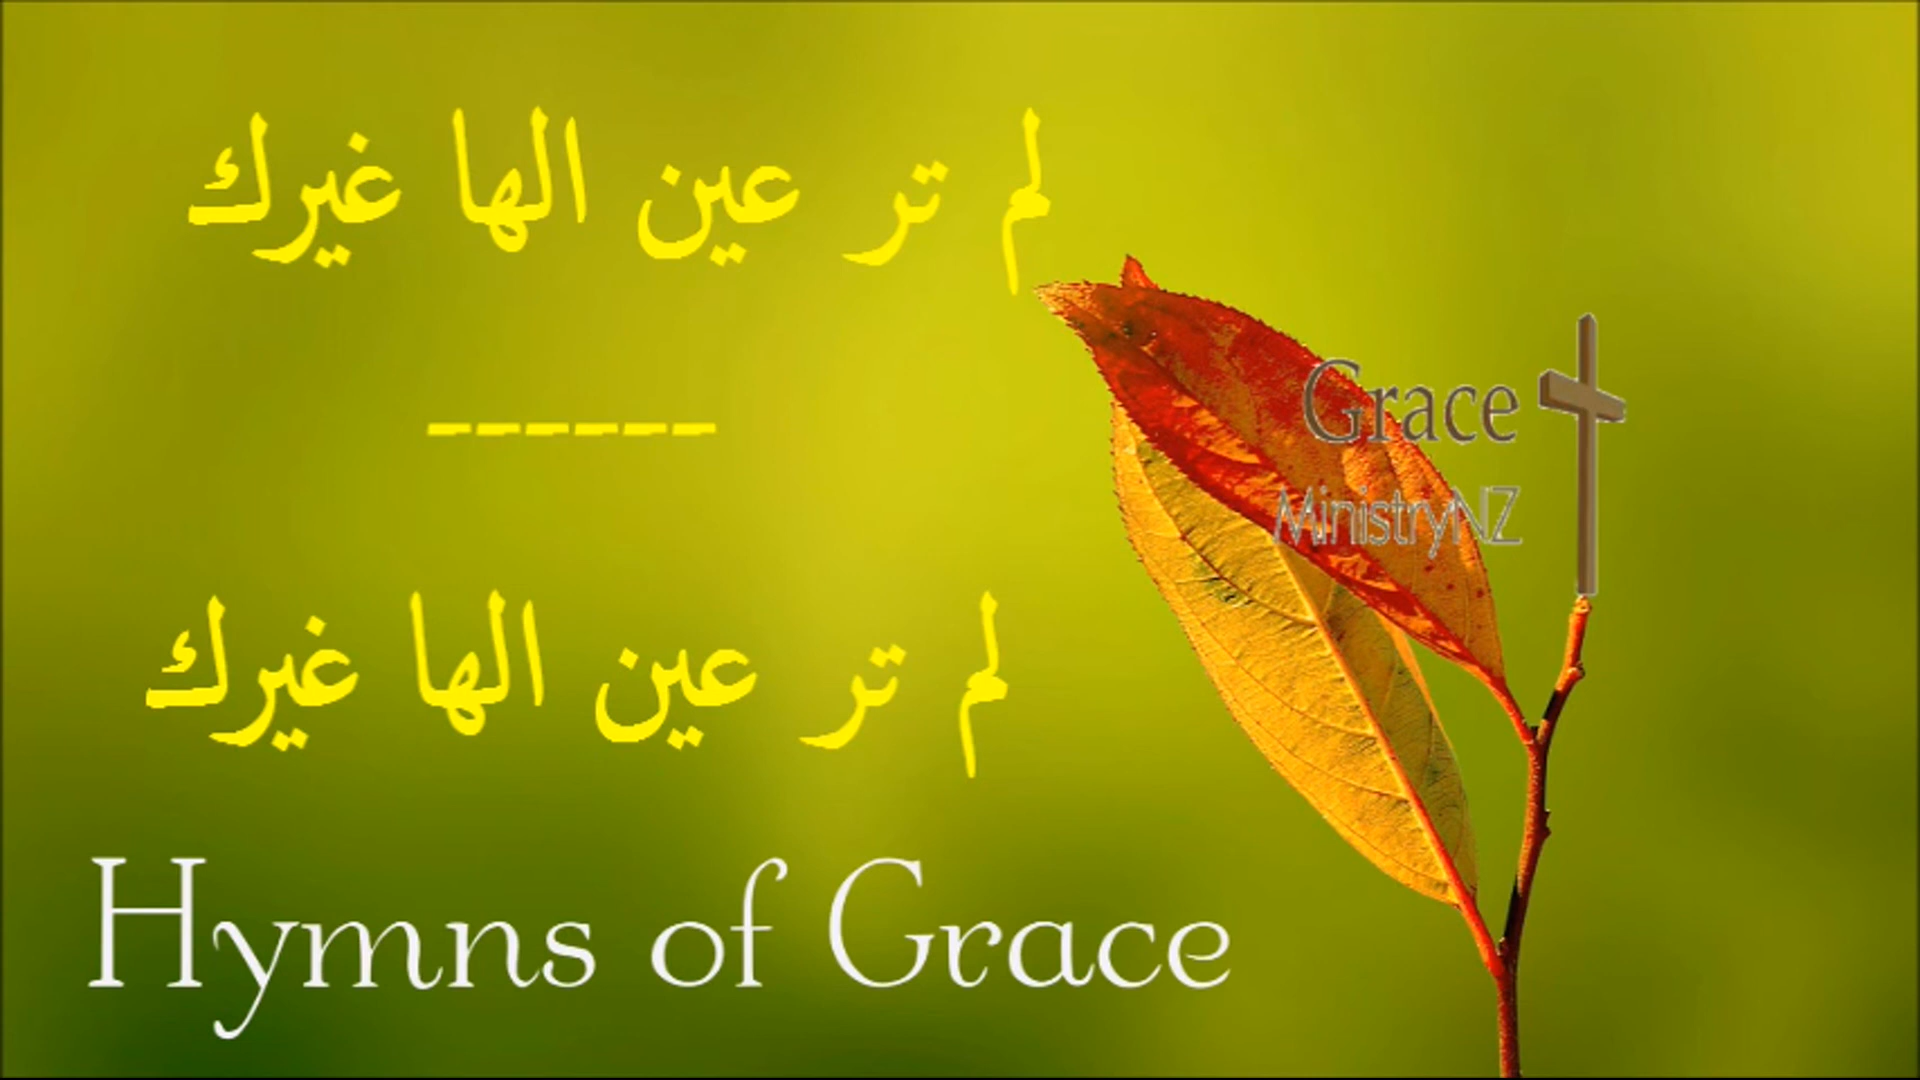 لم تر عين الها غيرك
------
Grace
MinistryNZ
لم تر عين الها غيرك
Hymns of Grace